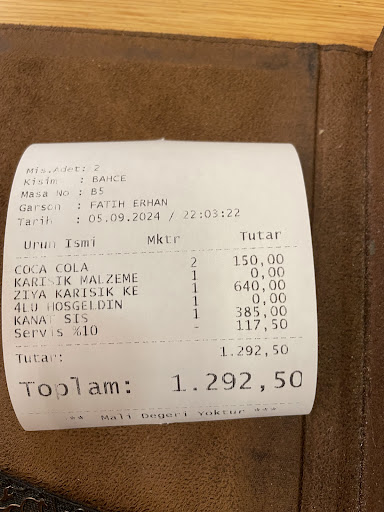 Mis.Adet: 2
Kisim : BAHCE
Masa No : B5
Garson : FATIH ERHAN
Tarih : 05.09.2024 / 22:03:22
Urun Ismi Mktr Tutar
COCA COLA 2 150,00
KARISIK MALZEME 1 0,00
ZIYA KARISIK KE 1 640,00
4LU HOSGELDIN 1 0,00
KANAT SIS 1 385,00
Servis %10 - 117,50
Tutar: 1.292,50
Toplam: 1.292,50
** Mali Degeri Yoktur ***